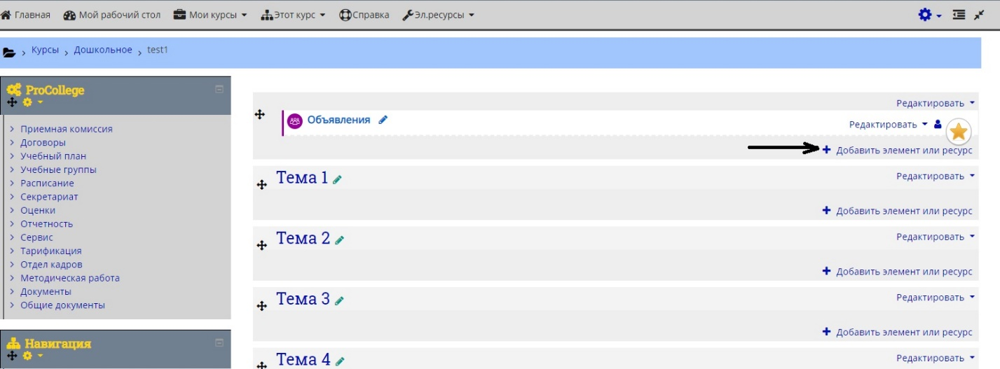 Главная Мой рабочий стол Мои курсы Этот курс Справка Эл.ресурсы
Курсы Дошкольное test1
ProCollege
Приемная комиссия
Договоры
Учебный план
Учебные группы
Расписание
Секретариат
Оценки
Отчетность
Сервис
Тарификация
Отдел кадров
Методическая работа
Документы
Общие документы
Навигация
Редактировать
Объявления
Редактировать
Добавить элемент или ресурс
Тема 1
Редактировать
Добавить элемент или ресурс
Тема 2
Редактировать
Добавить элемент или ресурс
Тема 3
Редактировать
Добавить элемент или ресурс
Тема 4
Редактировать